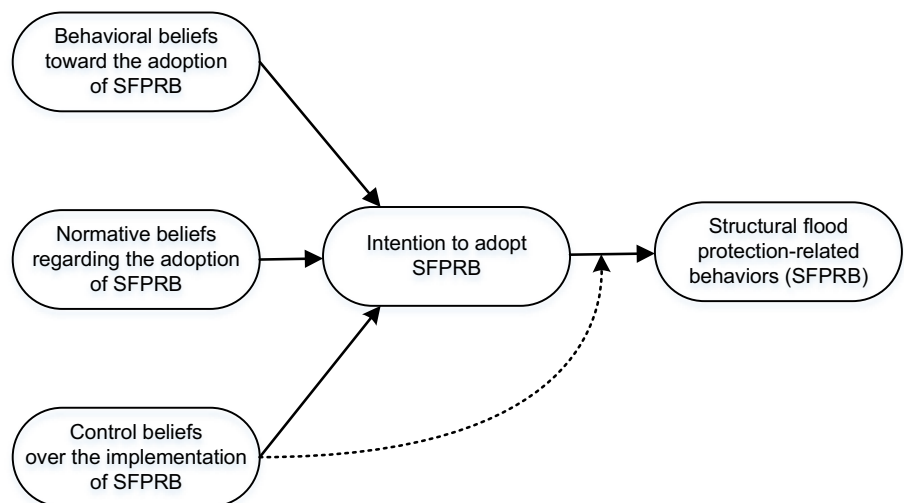 Behavioral beliefs
toward the adoption
of SFPRB
Normative beliefs
regarding the adoption
of SFPRB
Intention to adopt
SFPRB
Structural flood
protection-related
behaviors (SFPRB)
Control beliefs
over the implementation
of SFPRB